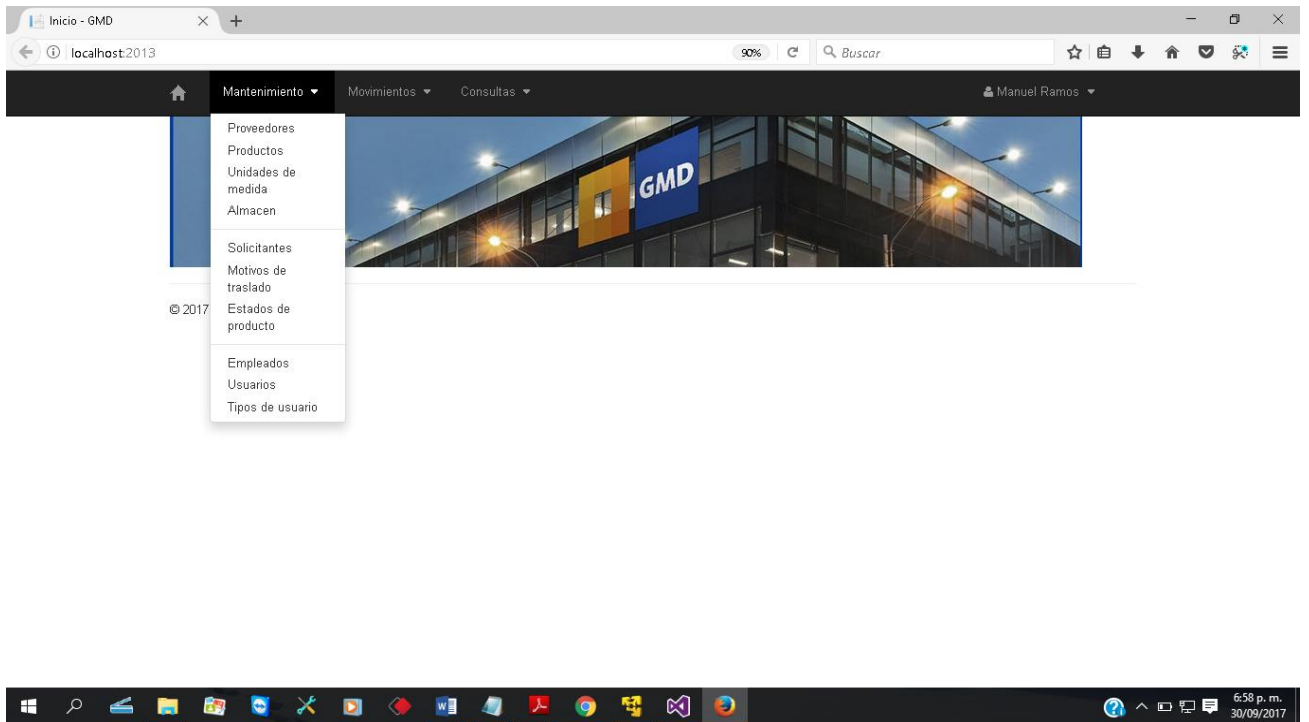 Inicio - GMD
localhost:2013
90%
Buscar
Mantenimiento
Movimientos
Consultas
Manuel Ramos
Proveedores
Productos
Unidades de
medida
Almacen
Solicitantes
Motivos de
traslado
Estados de
producto
Empleados
Usuarios
Tipos de usuario
GMD
© 2017
6:58 p. m.
30/09/2017